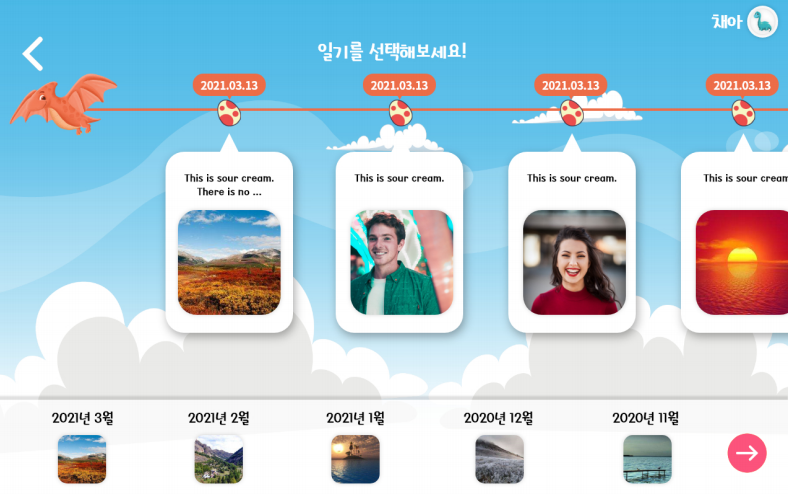 채아
일기를 선택해보세요!
2021.03.13
2021.03.13
2021.03.13
2021.03.13
This is sour cream.
There is no ...
This is sour cream.
This is sour cream.
This is sour cream
2021년 3월
2021년 2월
2021년 1월
2020년 12월
2020년 11월